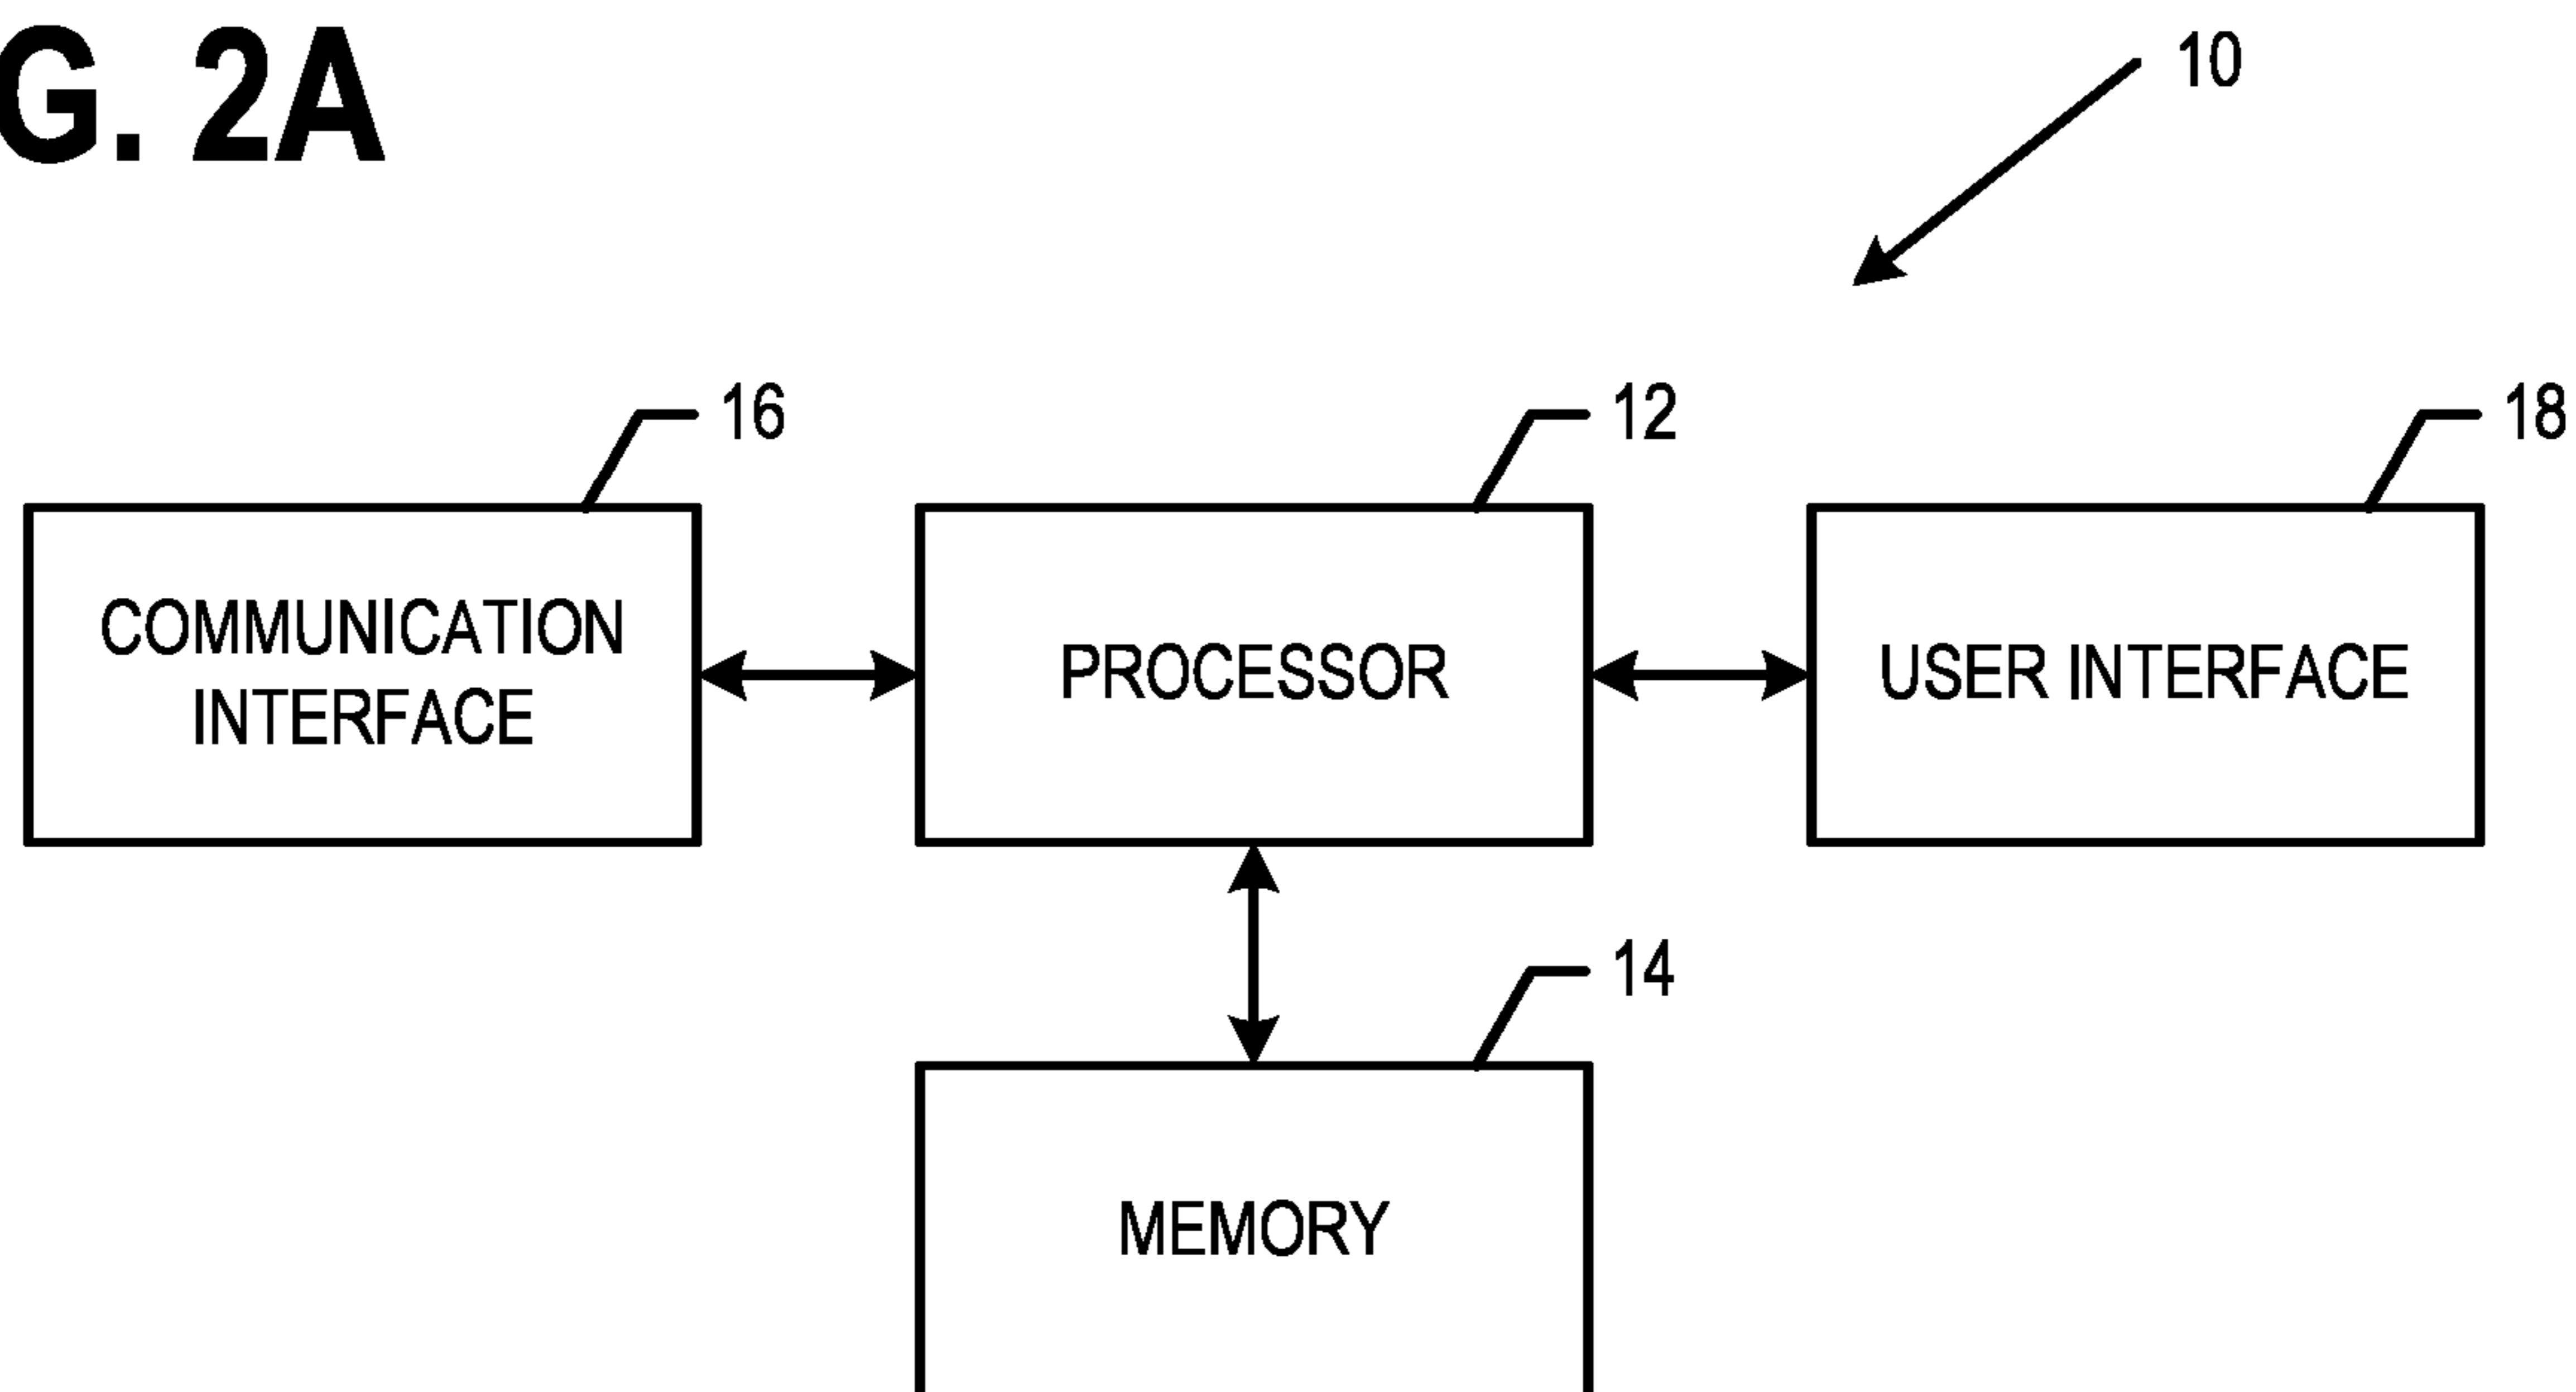 G. 2A
10
16
12
18
COMMUNICATION
INTERFACE
PROCESSOR
USER INTERFACE
14
MEMORY